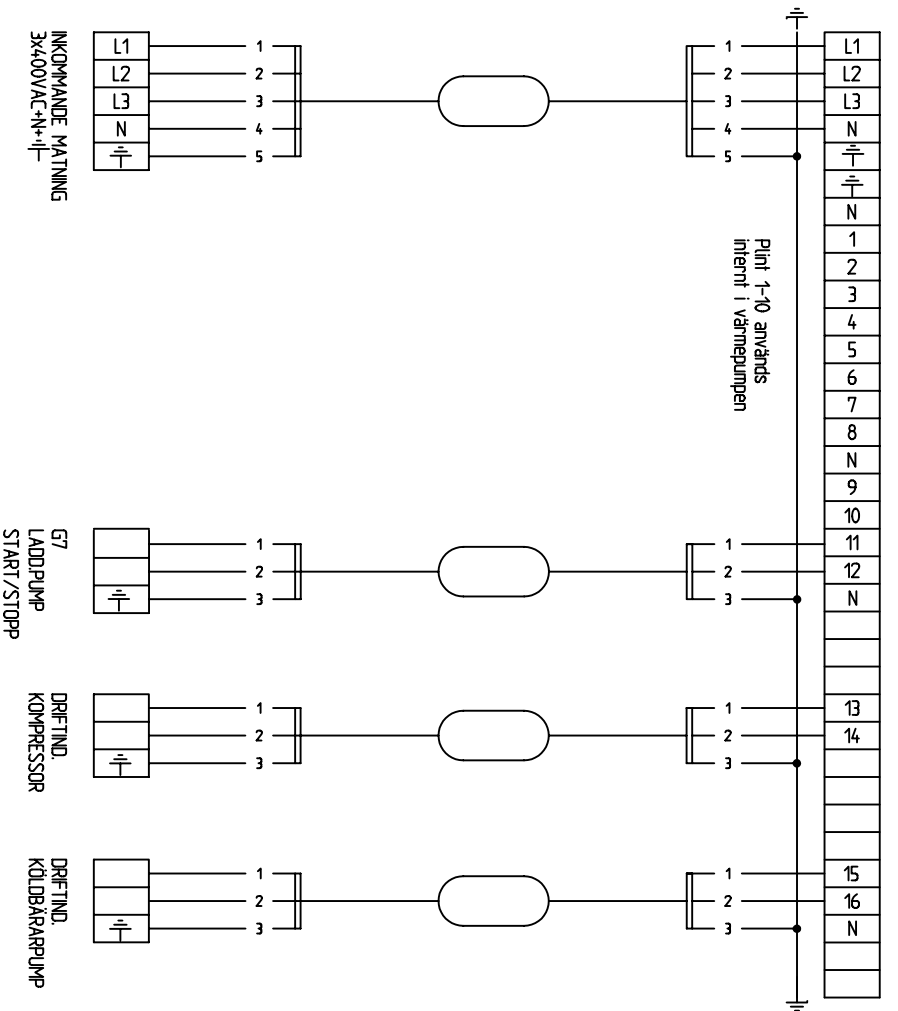 INKOMMANDE MATNING
3x400VAC+N+
L1
L2
L3
N
1
2
3
4
5
1
2
3
4
5
Plint 1-10 används
internt i värmepumpen
G7
LADD.PUMP
START/STOPP
1
2
3
1
2
3
DRIFTIND.
KOMPRESSOR
1
2
3
1
2
3
DRIFTIND.
KÖLDBÄRARPUMP
1
2
3
1
2
3
L1
L2
L3
N
N
1
2
3
4
5
6
7
8
N
9
10
11
12
N
13
14
15
16
N